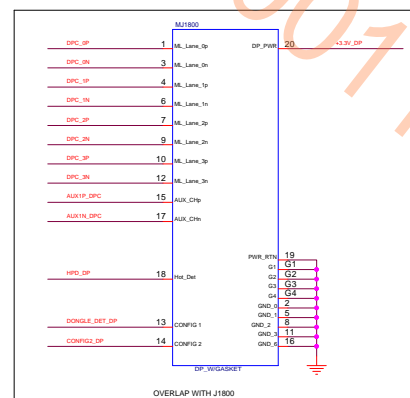 MJ1800
DPC_0P 1 ML_Lane_0p DP_PWR 20 +3.3V_DP
DPC_0N 3 ML_Lane_0n
DPC_1P 4 ML_Lane_1p
DPC_1N 6 ML_Lane_1n
DPC_2P 7 ML_Lane_2p
DPC_2N 9 ML_Lane_2n
DPC_3P 10 ML_Lane_3p
DPC_3N 12 ML_Lane_3n
AUX1P_DPC 15 AUX_CHp
AUX1N_DPC 17 AUX_CHn
PWR_RTN 19
G1 G1
G2 G2
HPD_DP 18 Hot_Det G3 G3
G4 G4
GND_0 2
GND_1 5
DONGLE_DET_DP 13 CONFIG 1 GND_2 8
GND_3 11
CONFIG2_DP 14 CONFIG 2 GND_6 16
DP_W/GASKET
OVERLAP WITH J1800